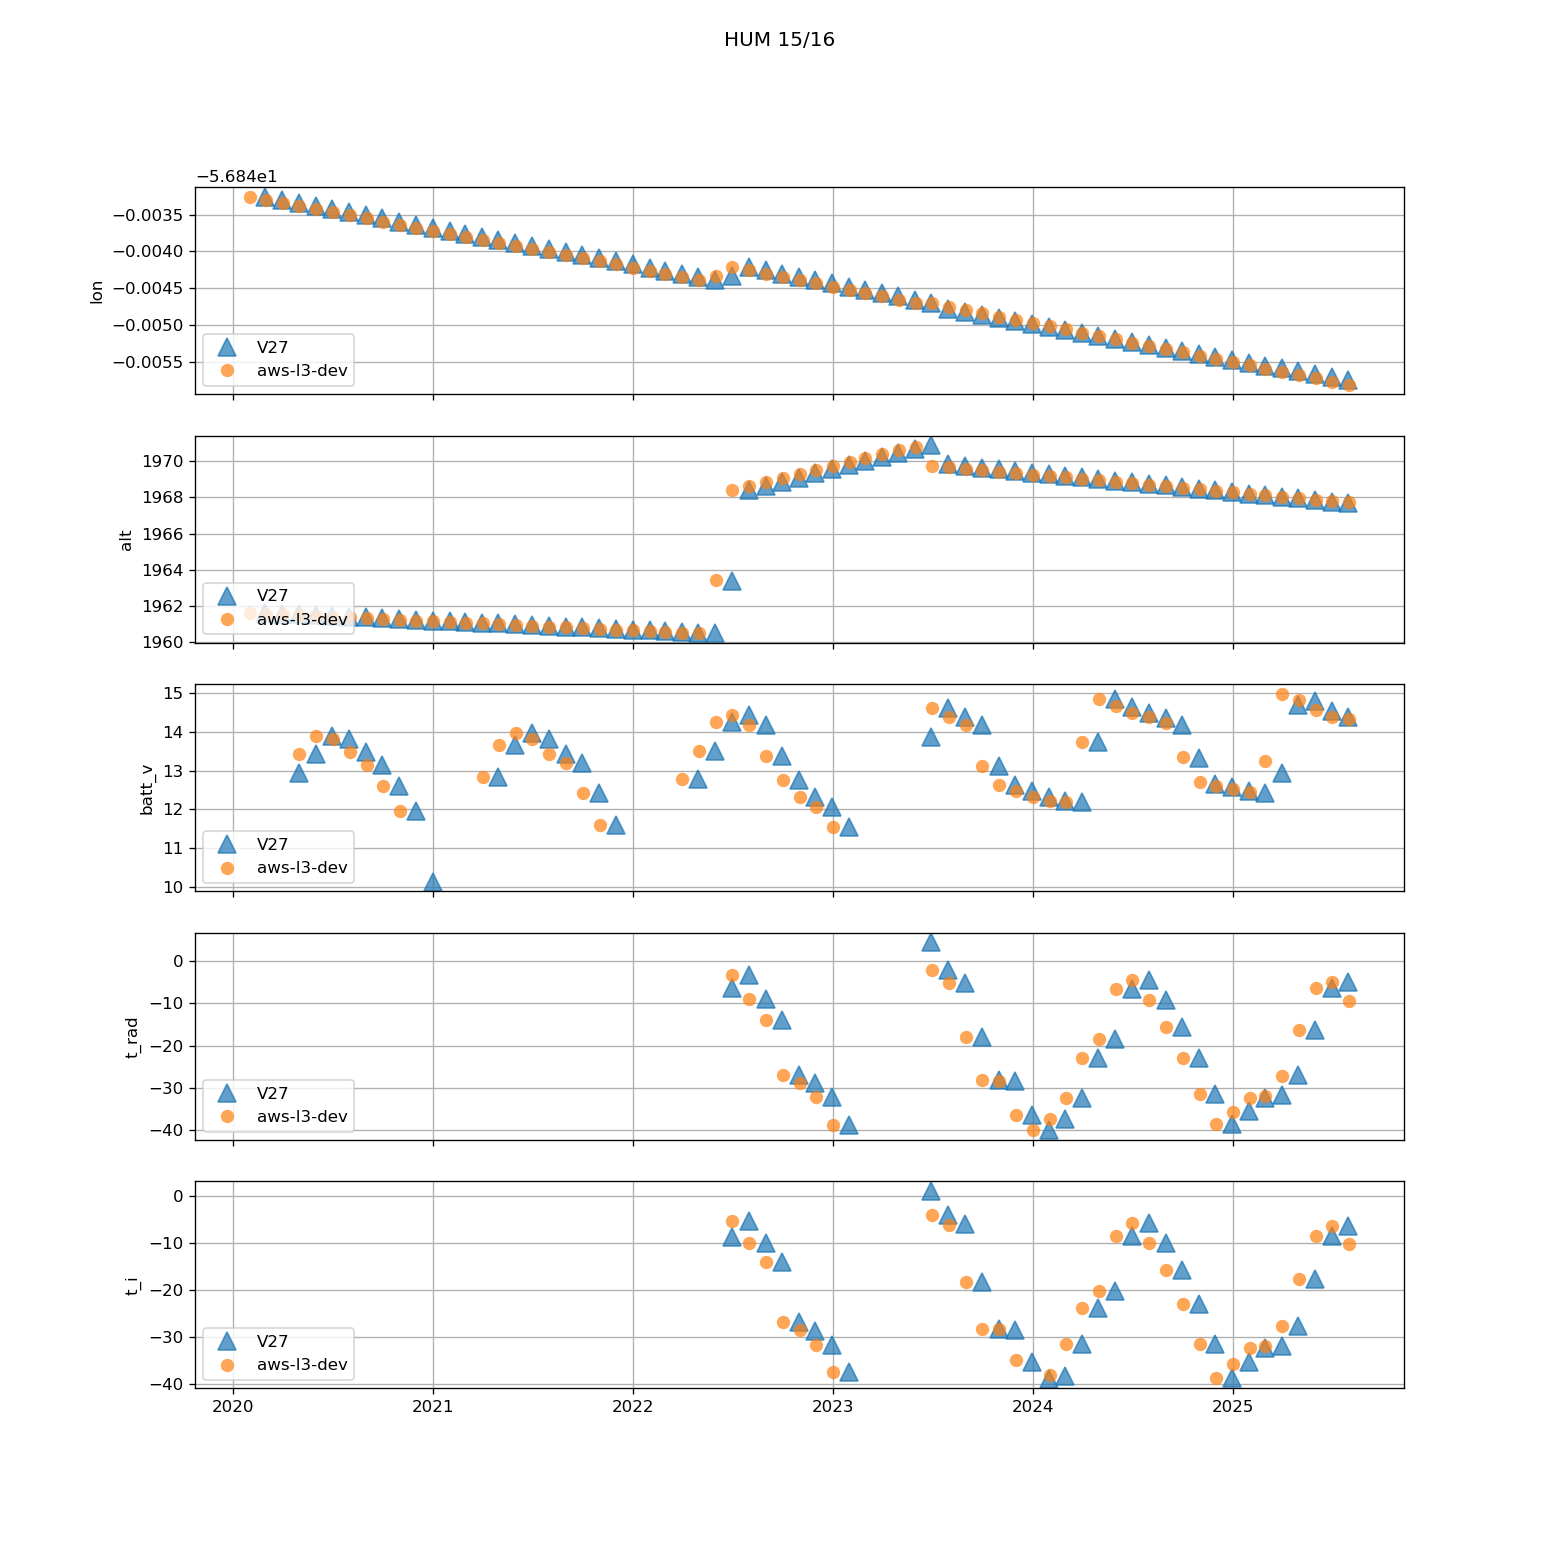 HUM 15/16
−5.684e1
−0.0035
−0.0040
−0.0045
−0.0050
−0.0055
lon
V27
aws-l3-dev
1970
1968
1966
1964
1962
1960
alt
V27
aws-l3-dev
15
14
13
12
11
10
batt_v
V27
aws-l3-dev
0
−10
−20
−30
−40
t_rad
V27
aws-l3-dev
0
−10
−20
−30
−40
t_i
V27
aws-l3-dev
2020 2021 2022 2023 2024 2025